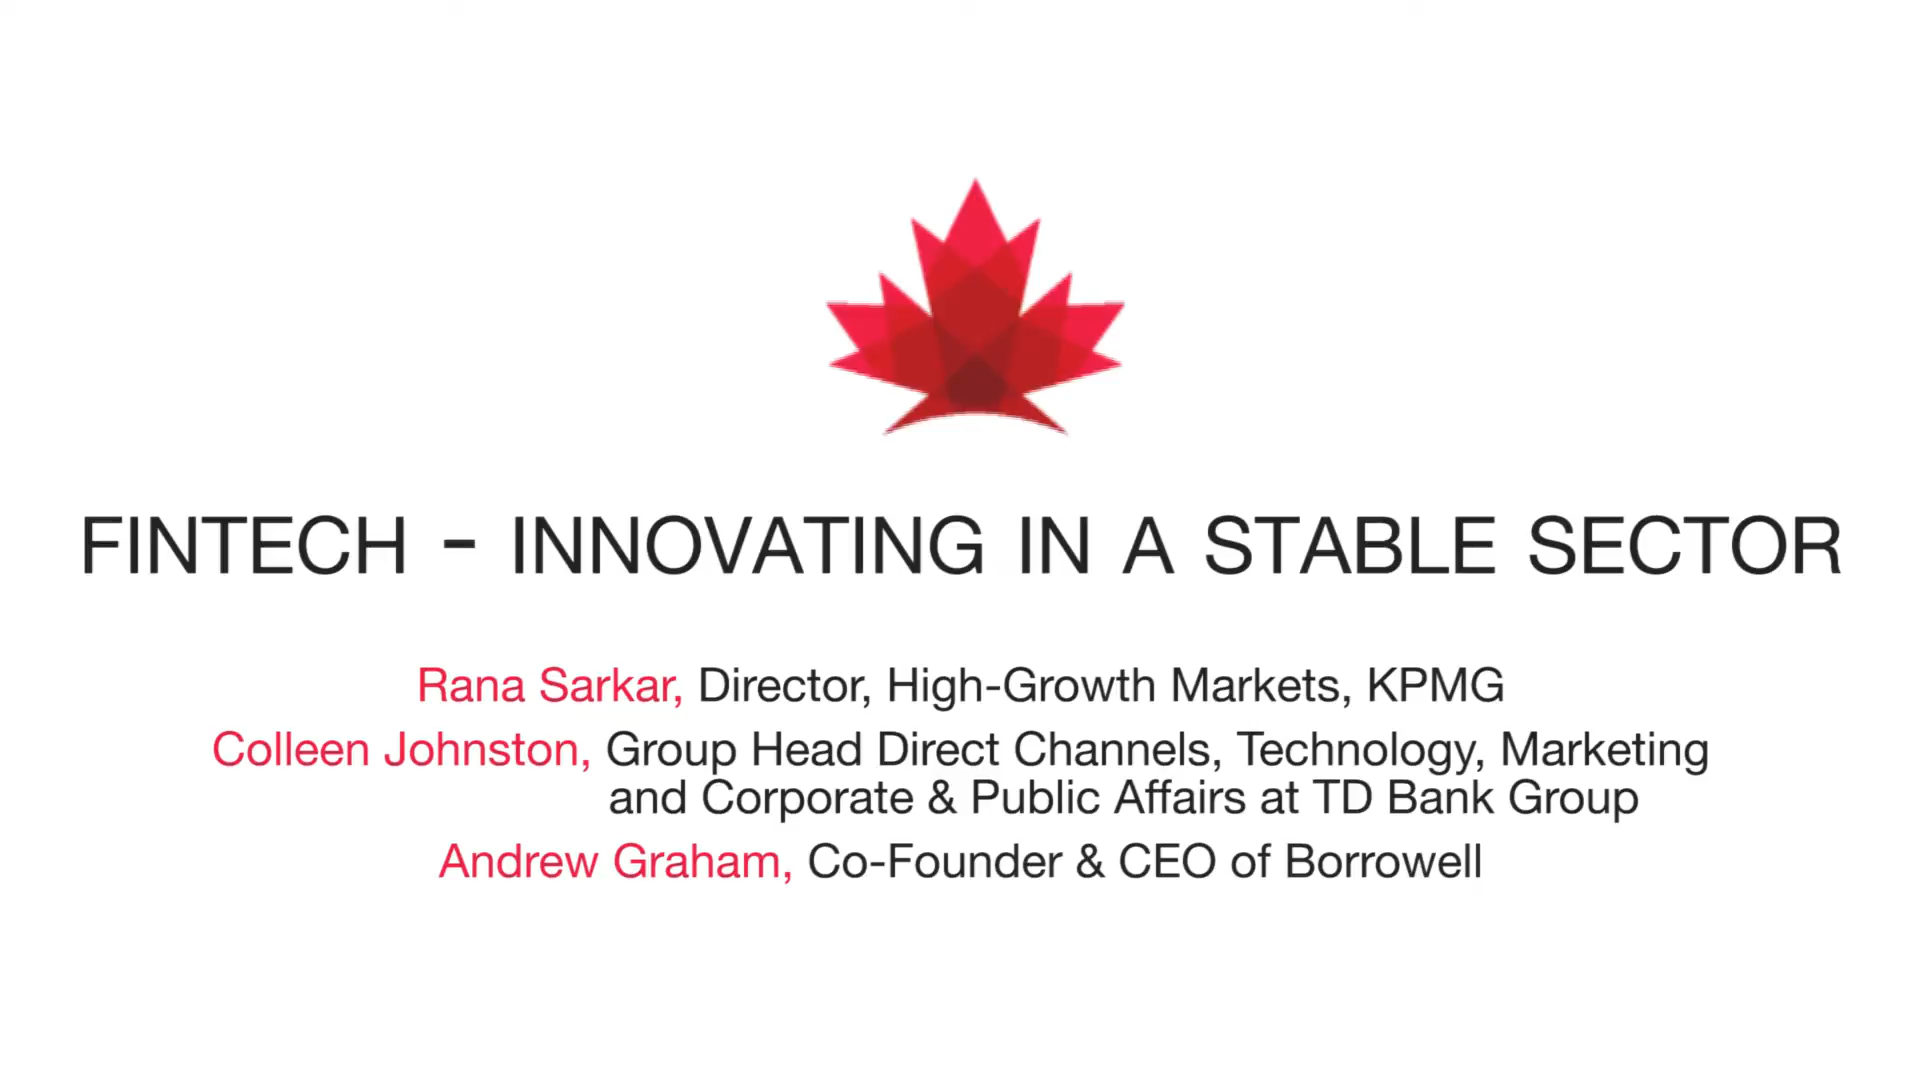 FINTECH - INNOVATING IN A STABLE SECTOR
Rana Sarkar, Director, High-Growth Markets, KPMG
Colleen Johnston, Group Head Direct Channels, Technology, Marketing
and Corporate & Public Affairs at TD Bank Group
Andrew Graham, Co-Founder & CEO of Borrowell